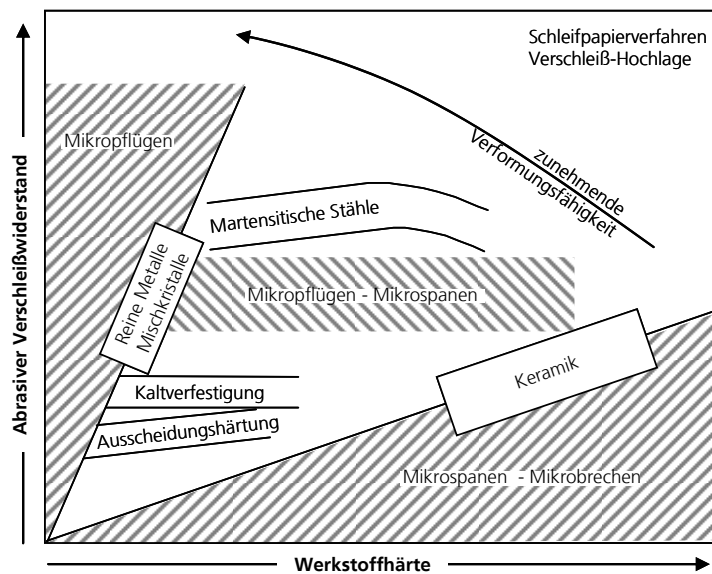 Schleifpapierverfahren
Verschleiß-Hochlage
Mikropflügen
zunehmende
Verformungsfähigkeit
Martensitische Stähle
Reine Metalle
Mischkristalle
Mikropflügen - Mikrospanen
Keramik
Kaltverfestigung
Ausscheidungshärtung
Mikrospanen - Mikrobrechen
Abrasiver Verschleißwiderstand
Werkstoffhärte